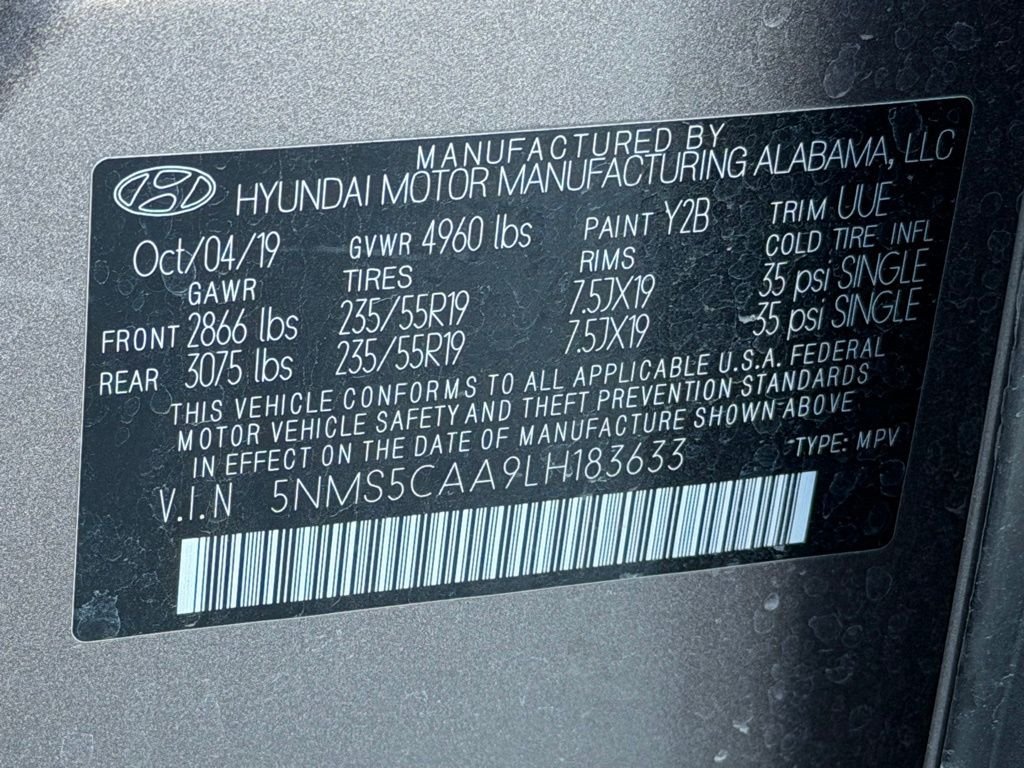 MANUFACTURED BY
HYUNDAI MOTOR MANUFACTURING ALABAMA, LLC
Oct/04/19 GVWR 4960 lbs PAINT Y2B TRIM UUE
GAWR TIRES RIMS COLD TIRE INFL
FRONT 2866 lbs 235/55R19 7.5JX19 35 psi SINGLE
REAR 3075 lbs 235/55R19 7.5JX19 35 psi SINGLE
THIS VEHICLE CONFORMS TO ALL APPLICABLE U.S.A. FEDERAL
MOTOR VEHICLE SAFETY AND THEFT PREVENTION STANDARDS
IN EFFECT ON THE DATE OF MANUFACTURE SHOWN ABOVE
V.I.N 5NMS5CAA9LH183633 TYPE: MPV